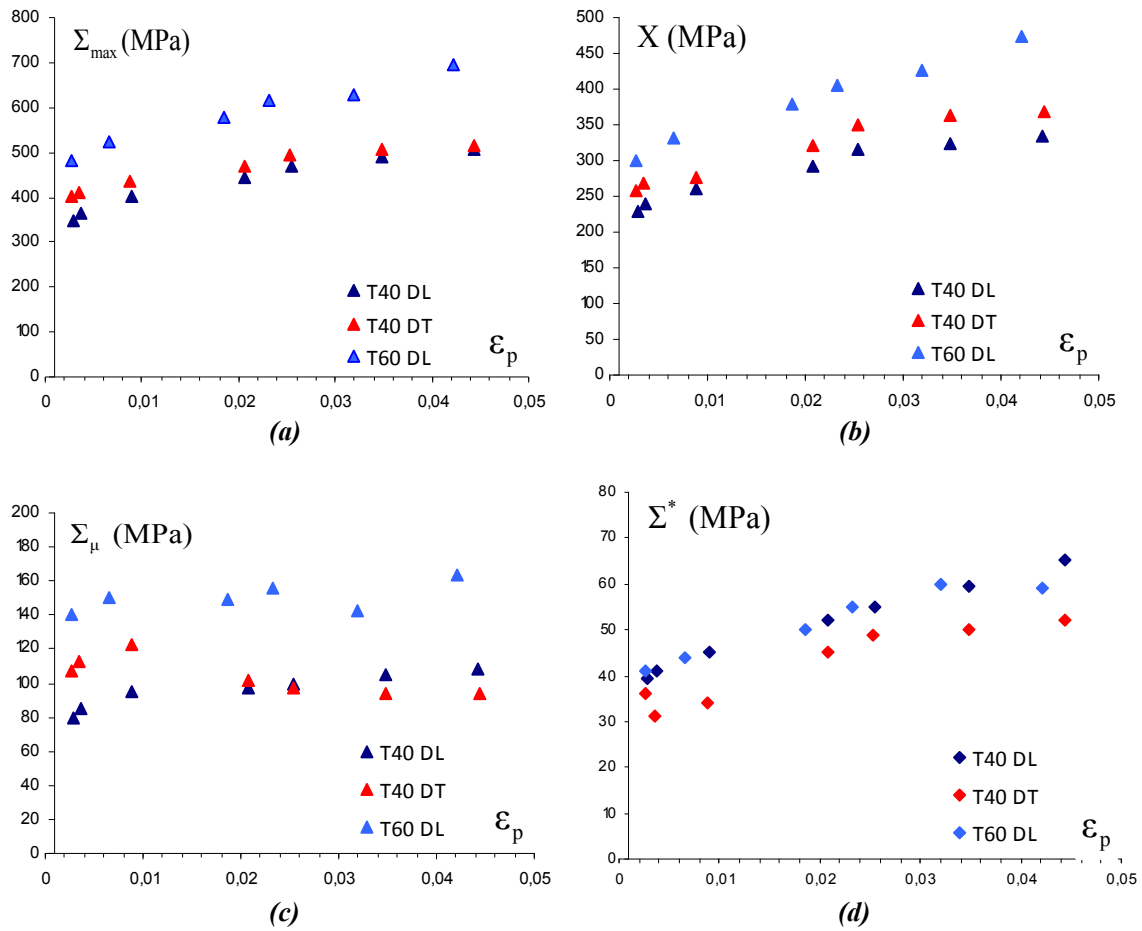 Σmax (MPa)
800
700
600
500
400
300
200
100
0
T40 DL
T40 DT
T60 DL
εp
0 0,01 0,02 0,03 0,04 0,05
(a)
X (MPa)
500
450
400
350
300
250
200
150
100
50
0
T40 DL
T40 DT
T60 DL
εp
0 0,01 0,02 0,03 0,04 0,05
(b)
Σμ (MPa)
200
180
160
140
120
100
80
60
40
20
0
T40 DL
T40 DT
T60 DL
εp
0 0,01 0,02 0,03 0,04 0,05
(c)
Σ* (MPa)
80
70
60
50
40
30
20
10
0
T40 DL
T40 DT
T60 DL
εp
0 0,01 0,02 0,03 0,04 0,05
(d)